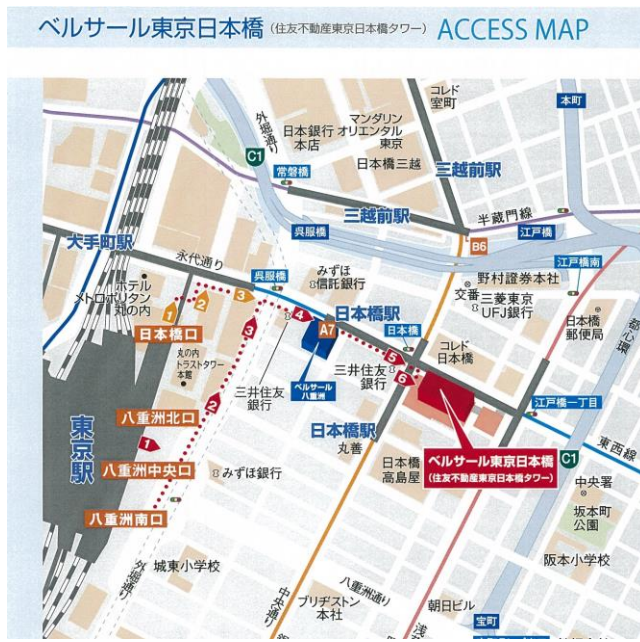 ベルサール東京日本橋 (住友不動産東京日本橋タワー) ACCESS MAP
コレド
室町
本町
外堀通り
日本銀行
本店
マンダリン
オリエンタル
東京
日本橋三越
C1
常盤橋
三越前駅
三越前駅
半蔵門線
大手町駅
永代通り
呉服橋
B6
江戸橋
江戸橋南
呉服橋
みずほ
信託銀行
野村證券本社
交番
三菱東京
UFJ銀行
ホテル
メトロポリタン
丸の内
1
2
3
4
日本橋駅
A7
日本橋
コレド
日本橋
日本橋
郵便局
都心環
日本橋口
3
丸の内
トラストタワー
本館
三井住友
銀行
ベルサール
八重洲
5
三井住友
銀行
6
江戸橋一丁目
東西線
2
八重洲北口
東京駅
1
日本橋駅
丸善
ベルサール東京日本橋
(住友不動産東京日本橋タワー)
C1
八重洲中央口
みずほ銀行
日本橋
高島屋
中央署
坂本町
公園
八重洲南口
阪本小学校
外堀通り
城東小学校
八重洲通り
中央通り
ブリヂストン
本社
朝日ビル
宝町